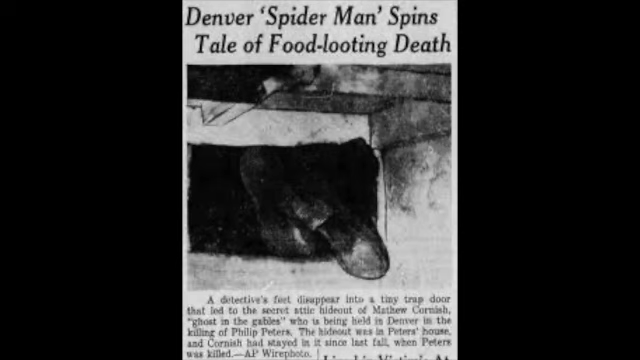 Denver ‘Spider Man’ Spins
Tale of Food-looting Death
A detective's feet disappear into a tiny trap door
that led to the secret attic hideout of Mathew Cornish,
"ghost in the gables" who is being held in Denver in the
killing of Philip Peters. The hideout was in Peters' house,
and Cornish had stayed in it since last fall, when Peters
was killed.—AP Wirephoto.